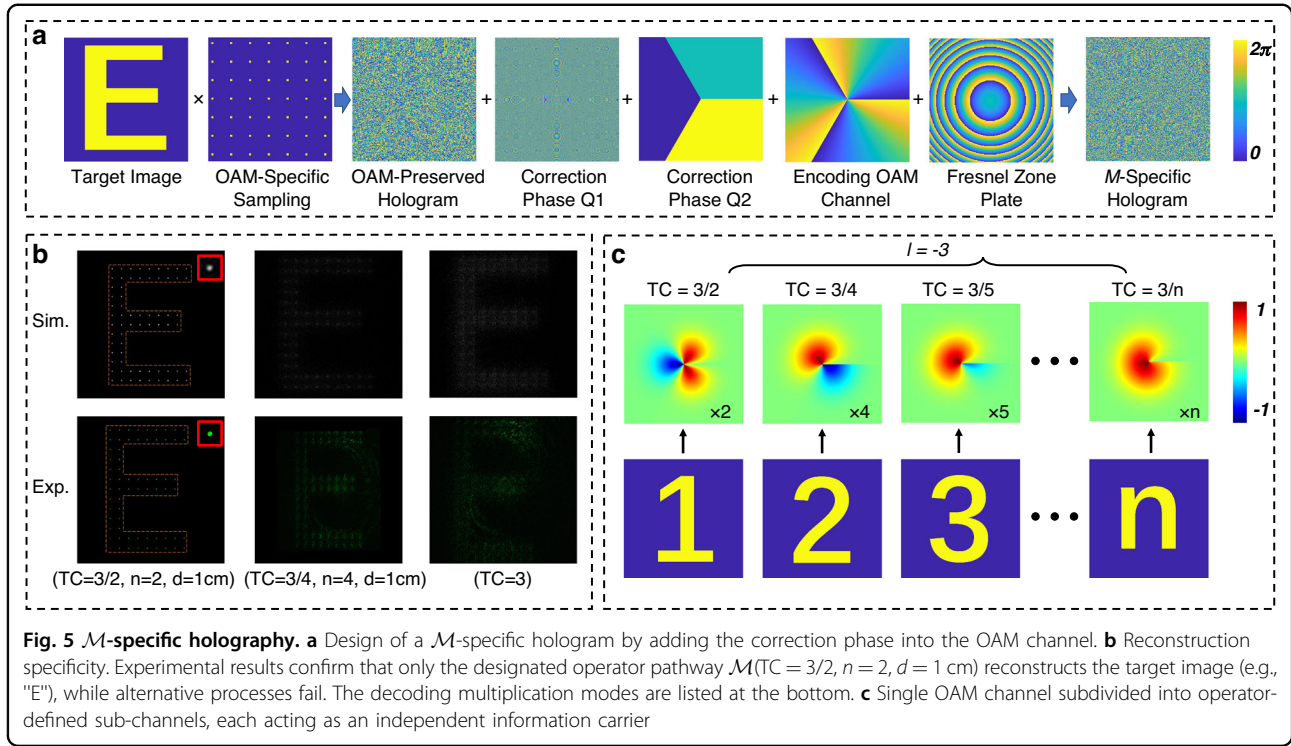 a
E
×
+
+
+
+
2π
0
Target Image
OAM-Specific
Sampling
OAM-Preserved
Hologram
Correction
Phase Q1
Correction
Phase Q2
Encoding OAM
Channel
Fresnel Zone
Plate
M-Specific
Hologram
b
Sim.
Exp.
(TC=3/2, n=2, d=1cm) (TC=3/4, n=4, d=1cm) (TC=3)
c
l = -3
TC = 3/2 TC = 3/4 TC = 3/5 TC = 3/n
×2 ×4 ×5 ×n
1
-1
1 2 3 n
Fig. 5 ℳ-specific holography. a Design of a ℳ-specific hologram by adding the correction phase into the OAM channel. b Reconstruction
specificity. Experimental results confirm that only the designated operator pathway ℳ(TC = 3/2, n = 2, d = 1 cm) reconstructs the target image (e.g.,
"E"), while alternative processes fail. The decoding multiplication modes are listed at the bottom. c Single OAM channel subdivided into operator-
defined sub-channels, each acting as an independent information carrier